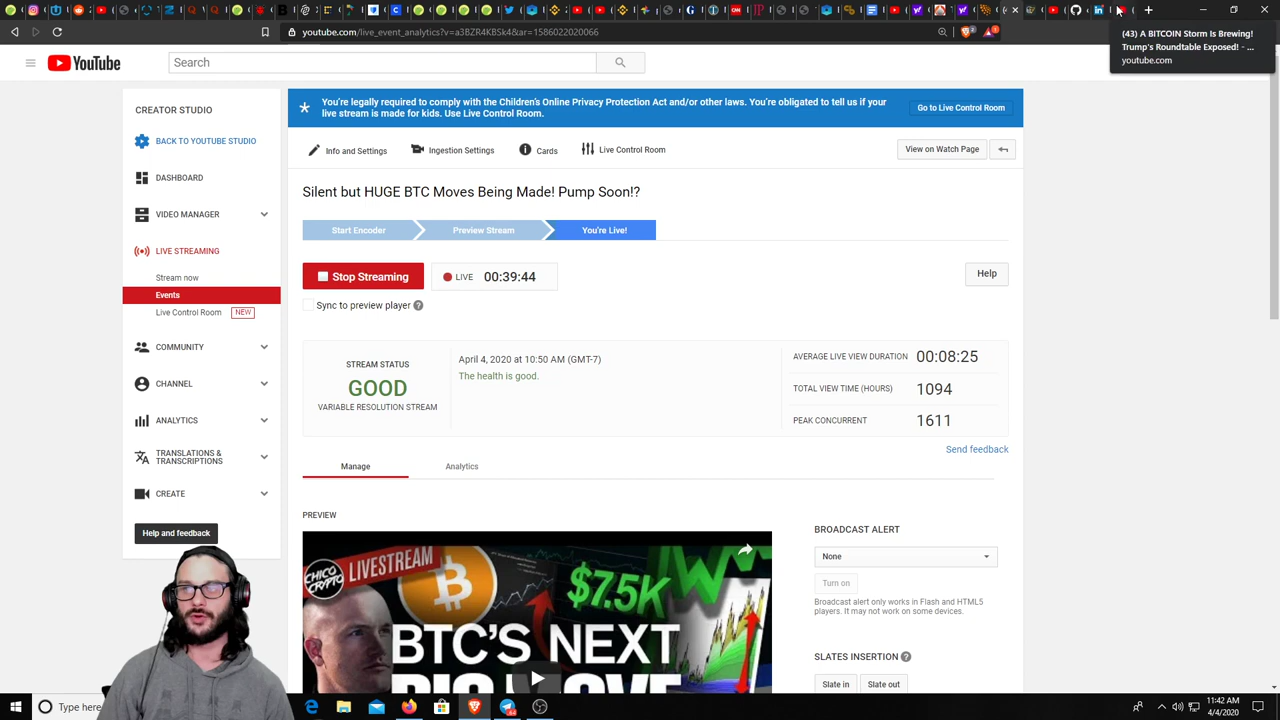 youtube.com/live_event_analytics?v=a3BZR4KBSk4&ar=1586022020066
(43) A BITCOIN Storm Is Brewing!
Trump's Roundtable Exposed! - ...
youtube.com
YouTube
Search
CREATOR STUDIO
BACK TO YOUTUBE STUDIO
DASHBOARD
VIDEO MANAGER
LIVE STREAMING
Stream now
Events
Live Control Room NEW
COMMUNITY
CHANNEL
ANALYTICS
TRANSLATIONS &
TRANSCRIPTIONS
CREATE
Help and feedback
You're legally required to comply with the Children's Online Privacy Protection Act and/or other laws. You're obligated to tell us if your
live stream is made for kids. Use Live Control Room.
Go to Live Control Room
Info and Settings
Ingestion Settings
Cards
Live Control Room
View on Watch Page
Silent but HUGE BTC Moves Being Made! Pump Soon!?
Start Encoder
Preview Stream
You're Live!
Stop Streaming
LIVE 00:39:44
Help
Sync to preview player
STREAM STATUS
GOOD
VARIABLE RESOLUTION STREAM
April 4, 2020 at 10:50 AM (GMT-7)
The health is good.
AVERAGE LIVE VIEW DURATION 00:08:25
TOTAL VIEW TIME (HOURS) 1094
PEAK CONCURRENT 1611
Send feedback
Manage
Analytics
PREVIEW
CHICO
CRYPTO
LIVESTREAM
$7.5K
BTC'S NEXT
BIG MOVE
BROADCAST ALERT
None
Turn on
Broadcast alert only works in Flash and HTML5
players. It may not work on some devices.
SLATES INSERTION
Slate in
Slate out
Type here
11:42 AM
4/4/2020